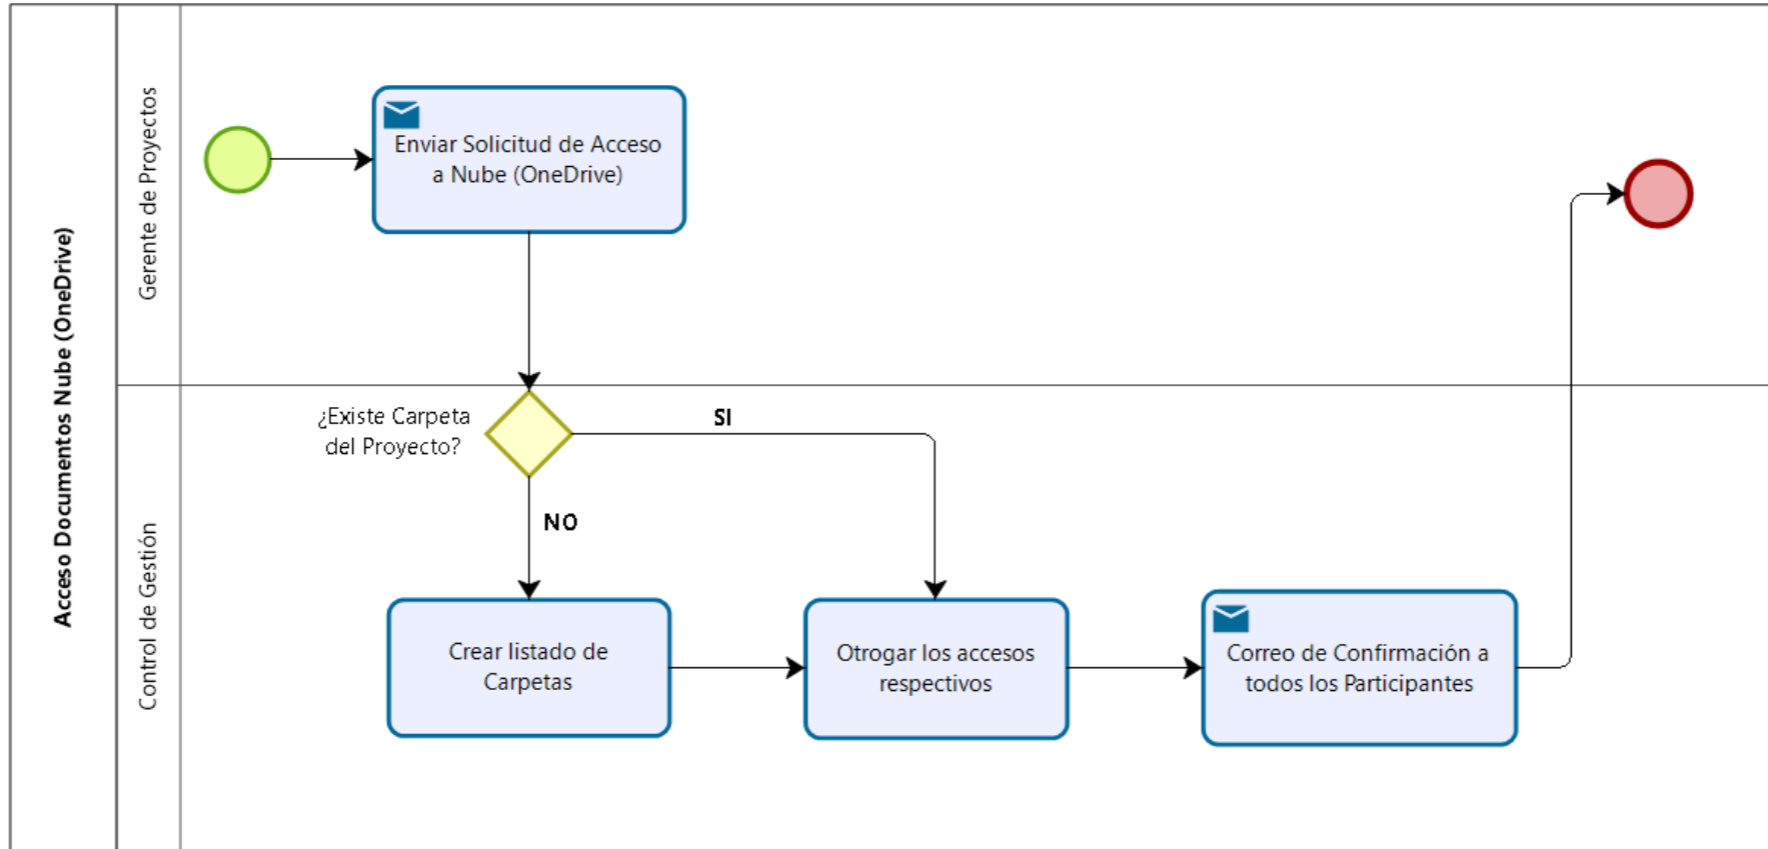 Acceso Documentos Nube (OneDrive)
Gerente de Proyectos
Enviar Solicitud de Acceso
a Nube (OneDrive)
Control de Gestión
¿Existe Carpeta
del Proyecto?
SI
NO
Crear listado de
Carpetas
Otrogar los accesos
respectivos
Correo de Confirmación a
todos los Participantes